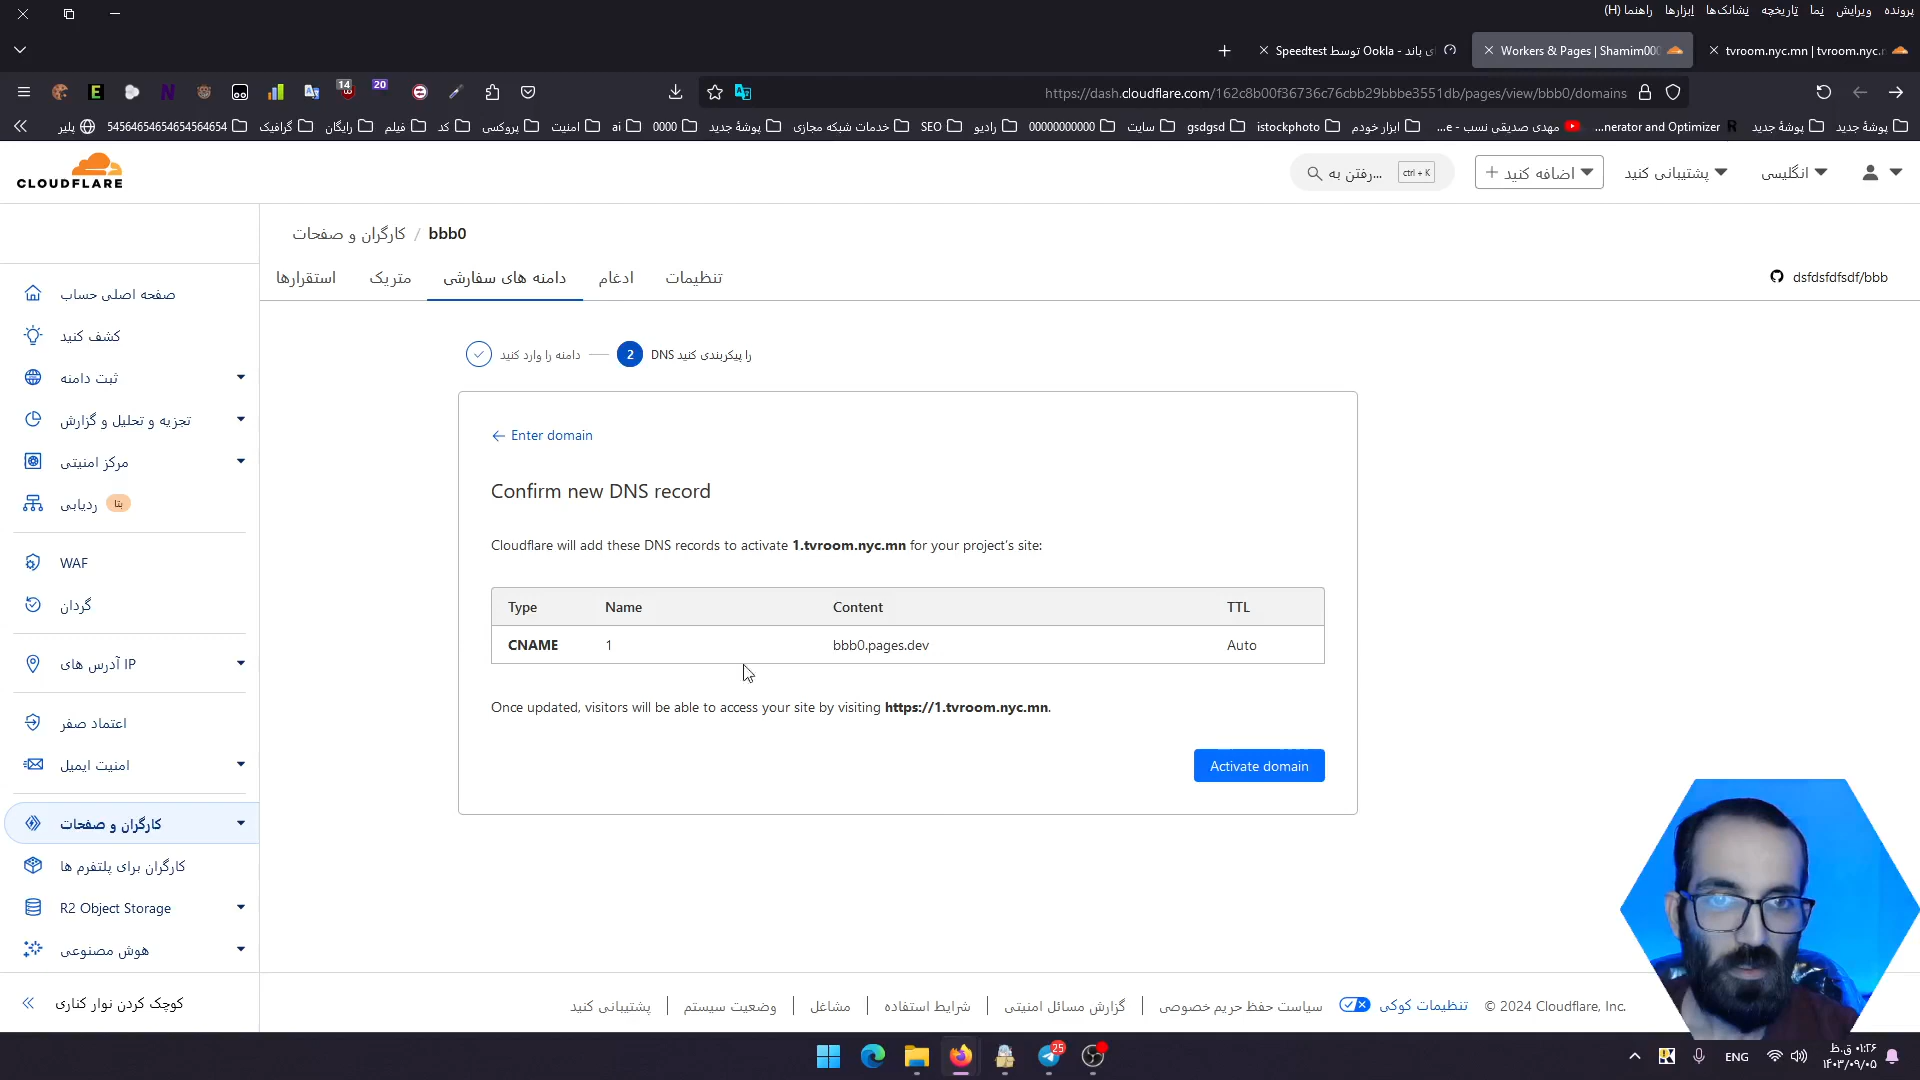 پرونده ویرایش نما تاریخچه نشانک‌ها ابزارها راهنما (H)
Speedtest توسط Ookla - ی باند
Workers & Pages | Shamim000
tvroom.nyc.mn | tvroom.nyc.r
14
20
https://dash.cloudflare.com/162c8b00f36736c76cbb29bbbe3551db/pages/view/bbb0/domains
پوشهٔ جدید
پوشهٔ جدید
...nerator and Optimizer
مهدی صدیقی نسب - e...
ابزار خودم
istockphoto
gsdgsd
سایت
00000000000
رادیو
SEO
خدمات شبکه مجازی
پوشهٔ جدید
0000
ai
امنیت
پروکسی
کد
فیلم
رایگان
گرافیک
54564654654654564654
پلیر
CLOUDFLARE
رفتن به...
ctrl + K
+ اضافه کنید
پشتیبانی کنید
انگلیسی
کارگران و صفحات / bbb0
استقرارها
متریک
دامنه های سفارشی
ادغام
تنظیمات
dsfdsfdfsdf/bbb
صفحه اصلی حساب
کشف کنید
ثبت دامنه
تجزیه و تحلیل و گزارش
مرکز امنیتی
ردیابی بتا
WAF
گردان
IP آدرس های
اعتماد صفر
امنیت ایمیل
کارگران و صفحات
کارگران برای پلتفرم ها
R2 Object Storage
هوش مصنوعی
کوچک کردن نوار کناری
دامنه را وارد کنید
2 DNS را پیکربندی کنید
← Enter domain
Confirm new DNS record
Cloudflare will add these DNS records to activate 1.tvroom.nyc.mn for your project's site:
Type Name Content TTL
CNAME 1 bbb0.pages.dev Auto
Once updated, visitors will be able to access your site by visiting https://1.tvroom.nyc.mn.
Activate domain
پشتیبانی کنید
وضعیت سیستم
مشاغل
شرایط استفاده
گزارش مسائل امنیتی
سیاست حفظ حریم خصوصی
تنظیمات کوکی
© 2024 Cloudflare, Inc.
25
ENG
۰۱:۲۶ ق.ظ
۱۴۰۳/۰۹/۰۵